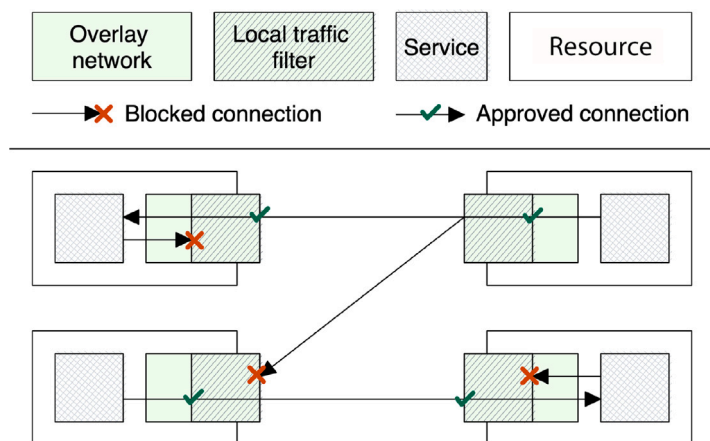 Overlay
network
Local traffic
filter
Service
Resource
Blocked connection
Approved connection